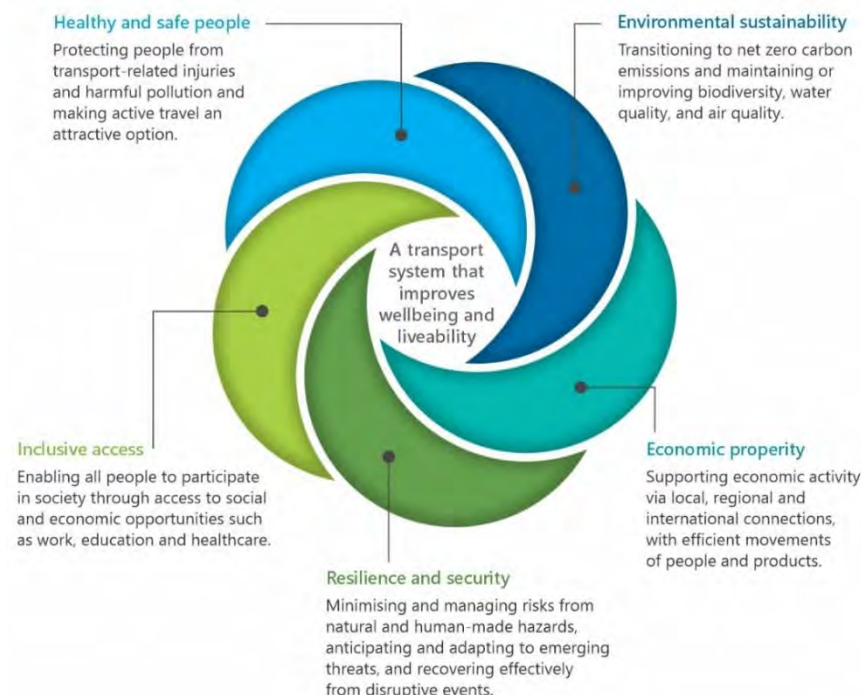 Healthy and safe people
Protecting people from
transport-related injuries
and harmful pollution and
making active travel an
attractive option.
Environmental sustainability
Transitioning to net zero carbon
emissions and maintaining or
improving biodiversity, water
quality, and air quality.
A transport
system that
improves
wellbeing and
liveability
Inclusive access
Enabling all people to participate
in society through access to social
and economic opportunities such
as work, education and healthcare.
Economic properity
Supporting economic activity
via local, regional and
international connections,
with efficient movements
of people and products.
Resilience and security
Minimising and managing risks from
natural and human-made hazards,
anticipating and adapting to emerging
threats, and recovering effectively
from disruptive events.